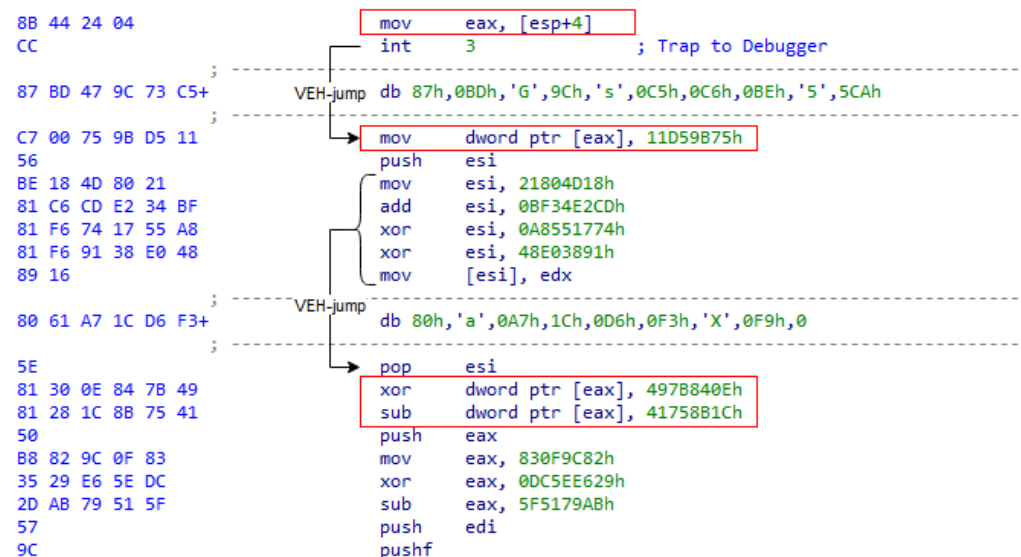 8B 44 24 04 mov eax, [esp+4]
CC int 3 ; Trap to Debugger
; ---------------------------------------------------------------------------
87 BD 47 9C 73 C5+ VEH-jump db 87h,0BDh,'G',9Ch,'s',0C5h,0C6h,0BEh,'5',5CAh
; ---------------------------------------------------------------------------
C7 00 75 9B D5 11 mov dword ptr [eax], 11D59B75h
56 push esi
BE 18 4D 80 21 mov esi, 21804D18h
81 C6 CD E2 34 BF add esi, 0BF34E2CDh
81 F6 74 17 55 A8 xor esi, 0A8551774h
81 F6 91 38 E0 48 xor esi, 48E03891h
89 16 mov [esi], edx
; ---------------------------------------------------------------------------
VEH-jump
80 61 A7 1C D6 F3+ db 80h,'a',0A7h,1Ch,0D6h,0F3h,'X',0F9h,0
; ---------------------------------------------------------------------------
5E pop esi
81 30 0E 84 7B 49 xor dword ptr [eax], 497B840Eh
81 28 1C 8B 75 41 sub dword ptr [eax], 41758B1Ch
50 push eax
B8 82 9C 0F 83 mov eax, 830F9C82h
35 29 E6 5E DC xor eax, 0DC5EE629h
2D AB 79 51 5F sub eax, 5F5179ABh
57 push edi
9C pushf